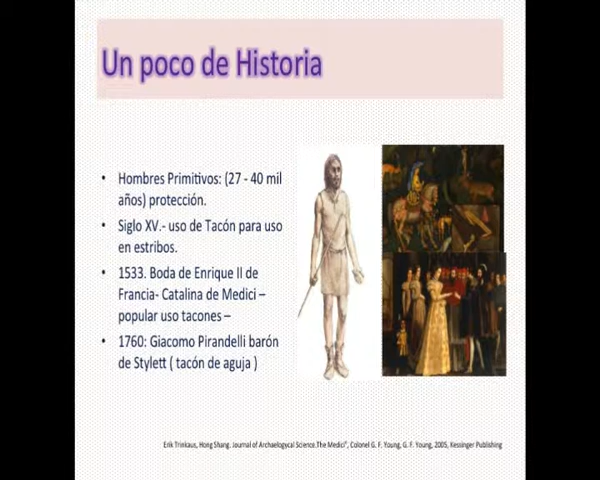 Un poco de Historia
• Hombres Primitivos: (27 - 40 mil
años) protección.
• Siglo XV.- uso de Tacón para uso
en estribos.
• 1533. Boda de Enrique II de
Francia- Catalina de Medici –
popular uso tacones –
• 1760: Giacomo Pirandelli barón
de Stylett ( tacón de aguja )
Erik Trinkaus, Hong Shang. Journal of Archaelogycal Science.The Medici", Colonel G. F. Young, G. F. Young, 2005, Kessinger Publishing